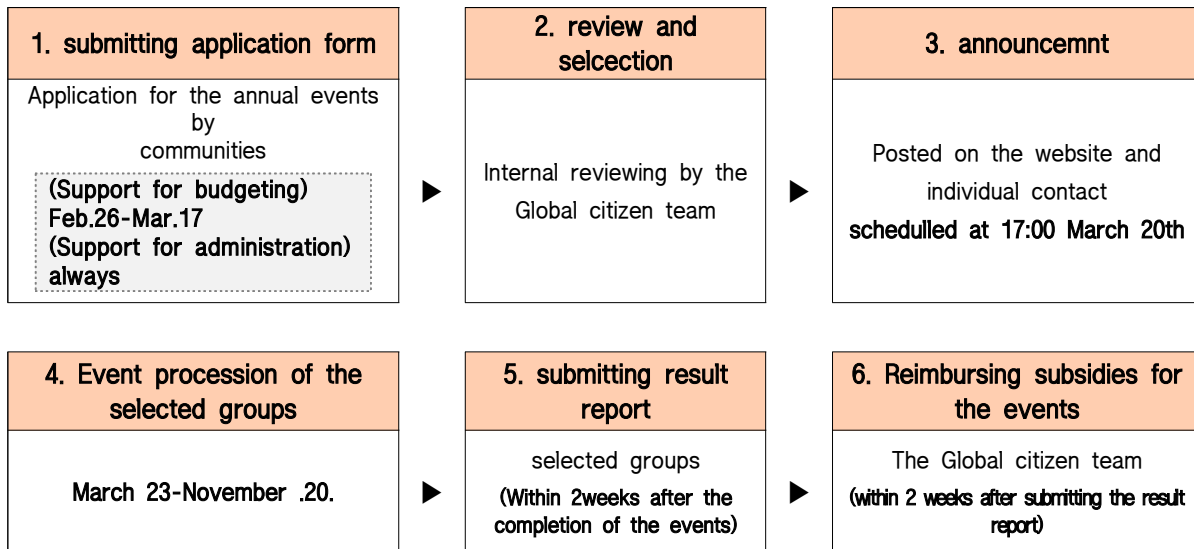 1. submitting application form
Application for the annual events
by
communities
(Support for budgeting)
Feb.26-Mar.17
(Support for administration)
always
2. review and
selcection
Internal reviewing by the
Global citizen team
3. announcemnt
Posted on the website and
individual contact
schedulled at 17:00 March 20th
4. Event procession of the
selected groups
March 23-November .20.
5. submitting result
report
selected groups
(Within 2weeks after the
completion of the events)
6. Reimbursing subsidies for
the events
The Global citizen team
(within 2 weeks after submitting the result
report)